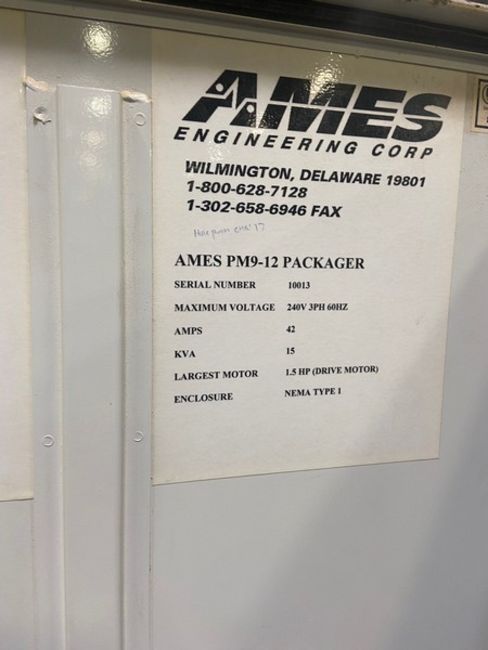 AMES
ENGINEERING CORP
WILMINGTON, DELAWARE 19801
1-800-628-7128
1-302-658-6946 FAX
AMES PM9-12 PACKAGER
SERIAL NUMBER 10013
MAXIMUM VOLTAGE 240V 3PH 60HZ
AMPS 42
KVA 15
LARGEST MOTOR 1.5 HP (DRIVE MOTOR)
ENCLOSURE NEMA TYPE 1